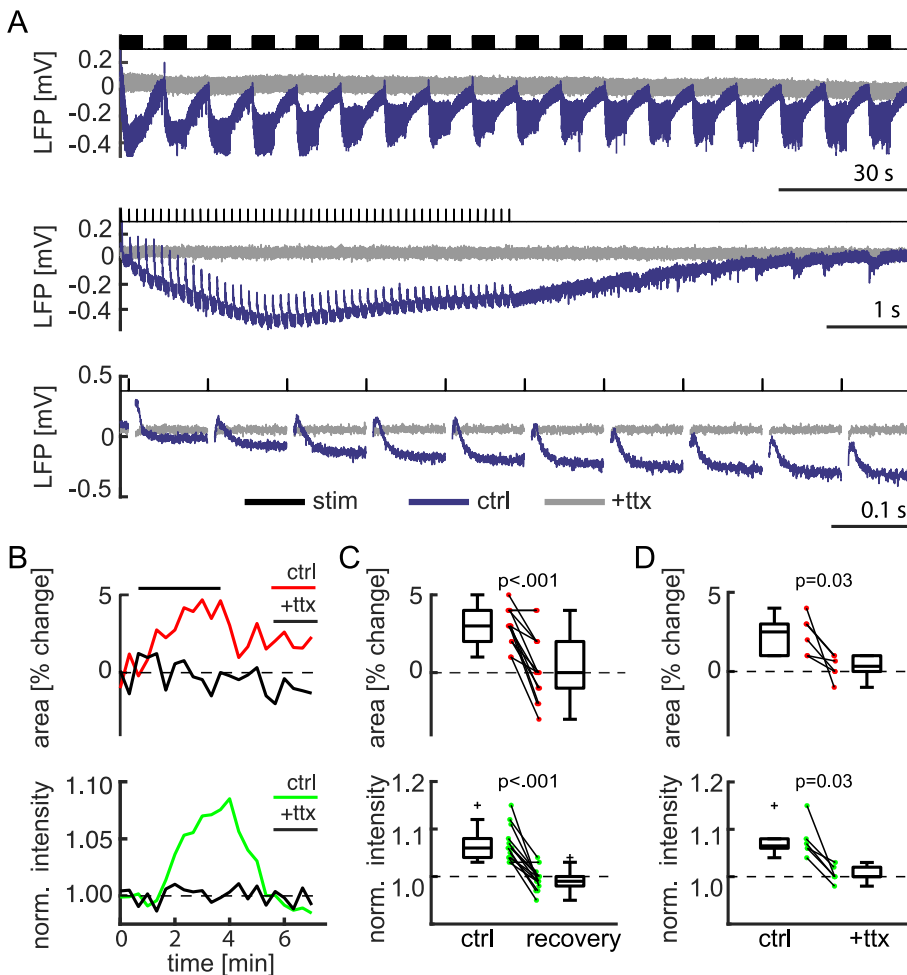 A
LFP [mV]
0.2
0
-0.2
-0.4
30 s
LFP [mV]
0.2
0
-0.2
-0.4
1 s
LFP [mV]
0.5
0
-0.5
stim ctrl +ttx
0.1 s
B
area [% change]
5
0
ctrl
+ttx
norm. intensity
1.10
1.05
1.00
ctrl
+ttx
0 2 4 6
time [min]
C
area [% change]
5
0
p<.001
norm. intensity
1.2
1.1
1.0
p<.001
ctrl recovery
D
area [% change]
5
0
p=0.03
norm. intensity
1.2
1.1
1.0
p=0.03
ctrl +ttx